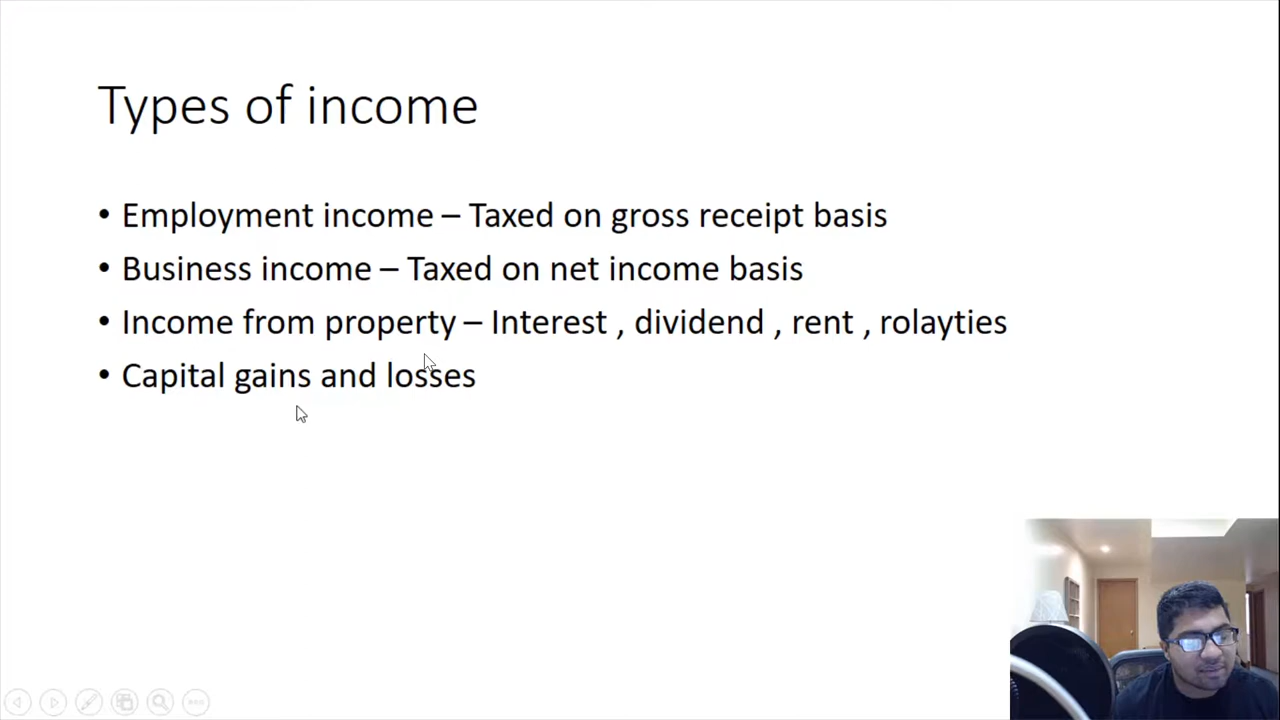 Types of income
• Employment income – Taxed on gross receipt basis
• Business income – Taxed on net income basis
• Income from property – Interest , dividend , rent , rolayties
• Capital gains and losses